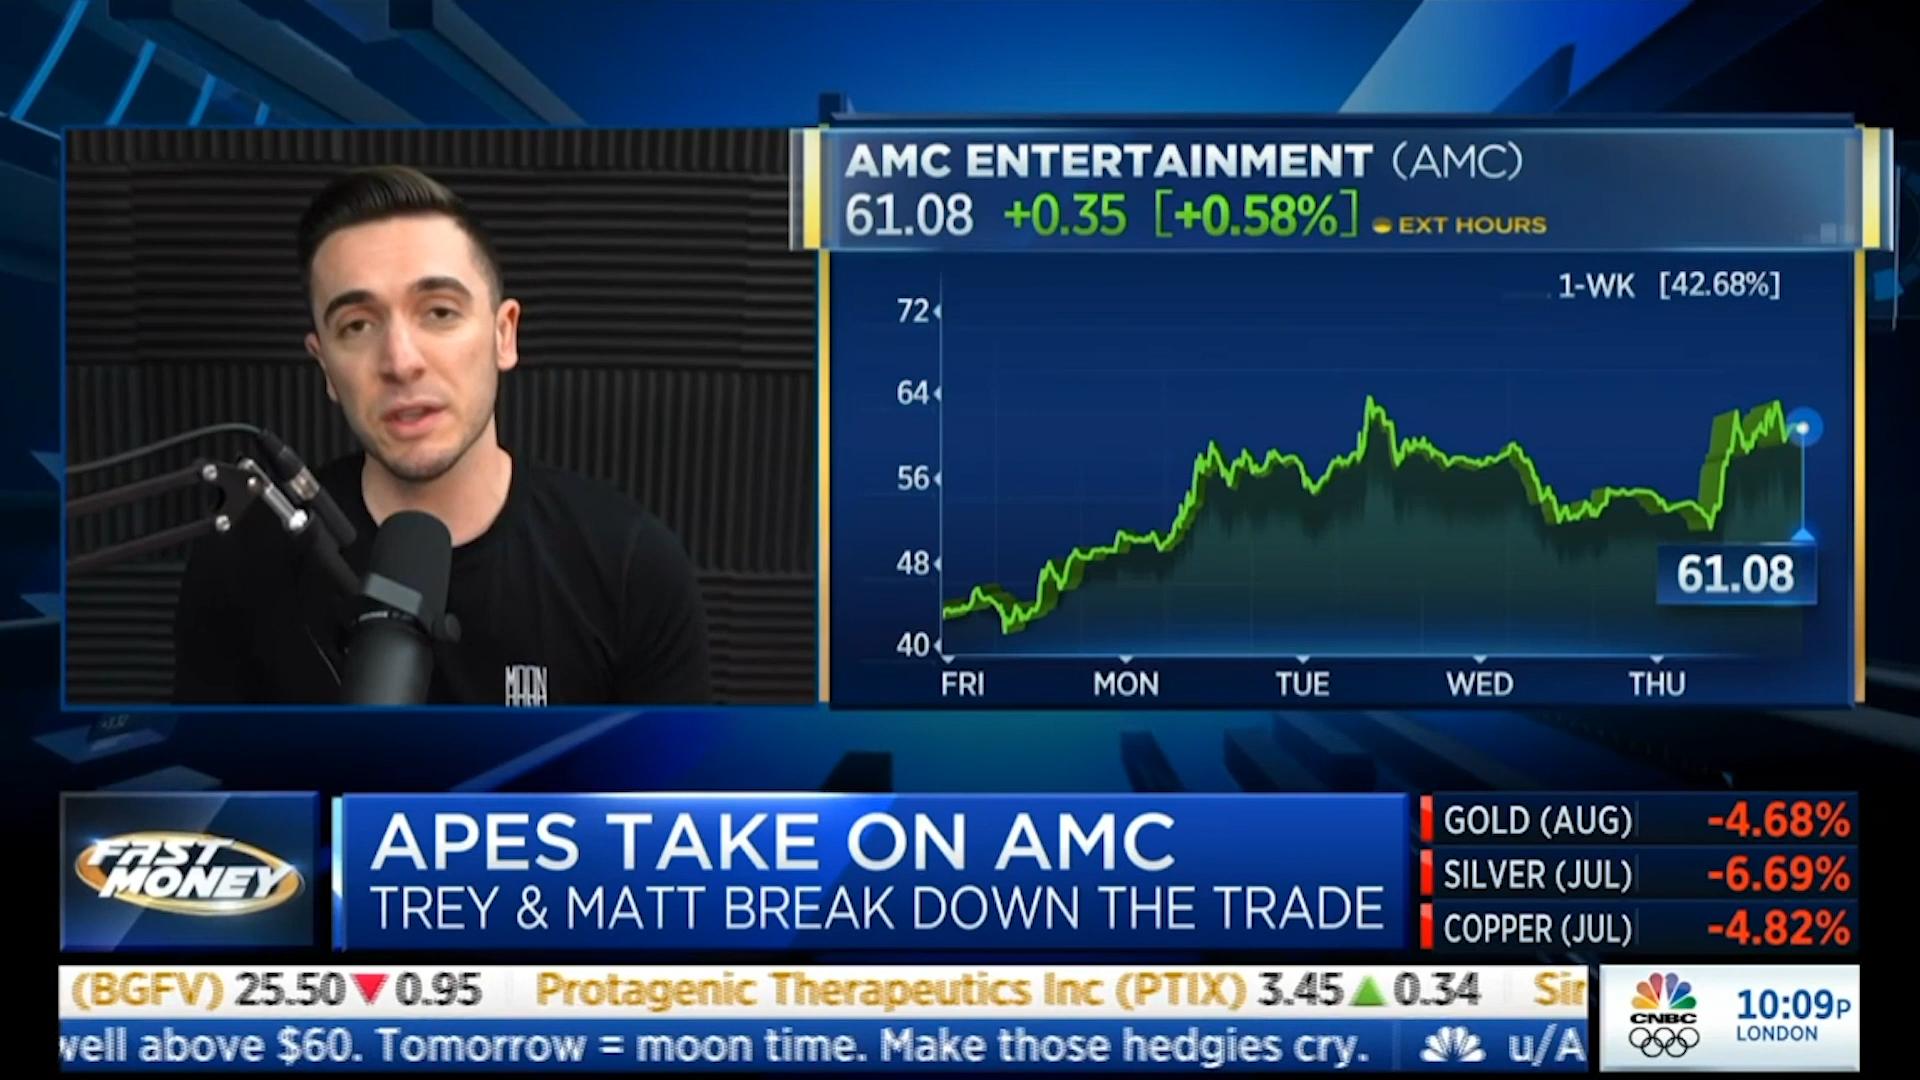 AMC ENTERTAINMENT (AMC)
61.08 +0.35 [+0.58%] EXT HOURS
1-WK [42.68%]
72
64
56
48
40
61.08
FRI MON TUE WED THU
MOON
FAST MONEY
APES TAKE ON AMC
TREY & MATT BREAK DOWN THE TRADE
GOLD (AUG) -4.68%
SILVER (JUL) -6.69%
COPPER (JUL) -4.82%
(BGFV) 25.50▼0.95 Protagenic Therapeutics Inc (PTIX) 3.45▲0.34 Sir
well above $60. Tomorrow = moon time. Make those hedgies cry. u/A
CNBC
10:09P
LONDON